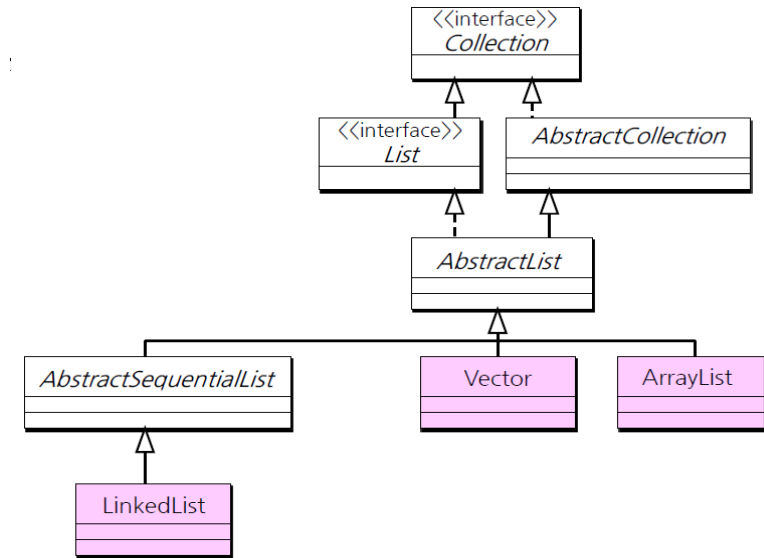 <<interface>>
Collection
<<interface>>
List
AbstractCollection
AbstractList
AbstractSequentialList
Vector
ArrayList
LinkedList